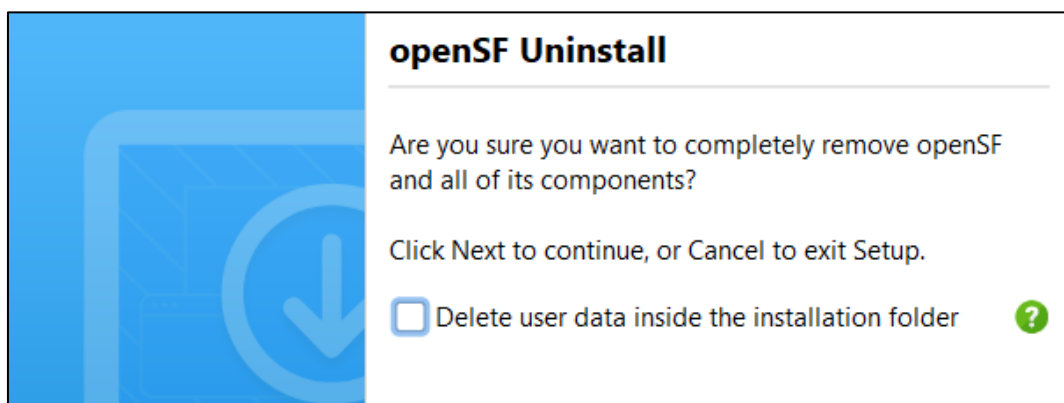 openSF Uninstall
Are you sure you want to completely remove openSF
and all of its components?
Click Next to continue, or Cancel to exit Setup.
Delete user data inside the installation folder
?